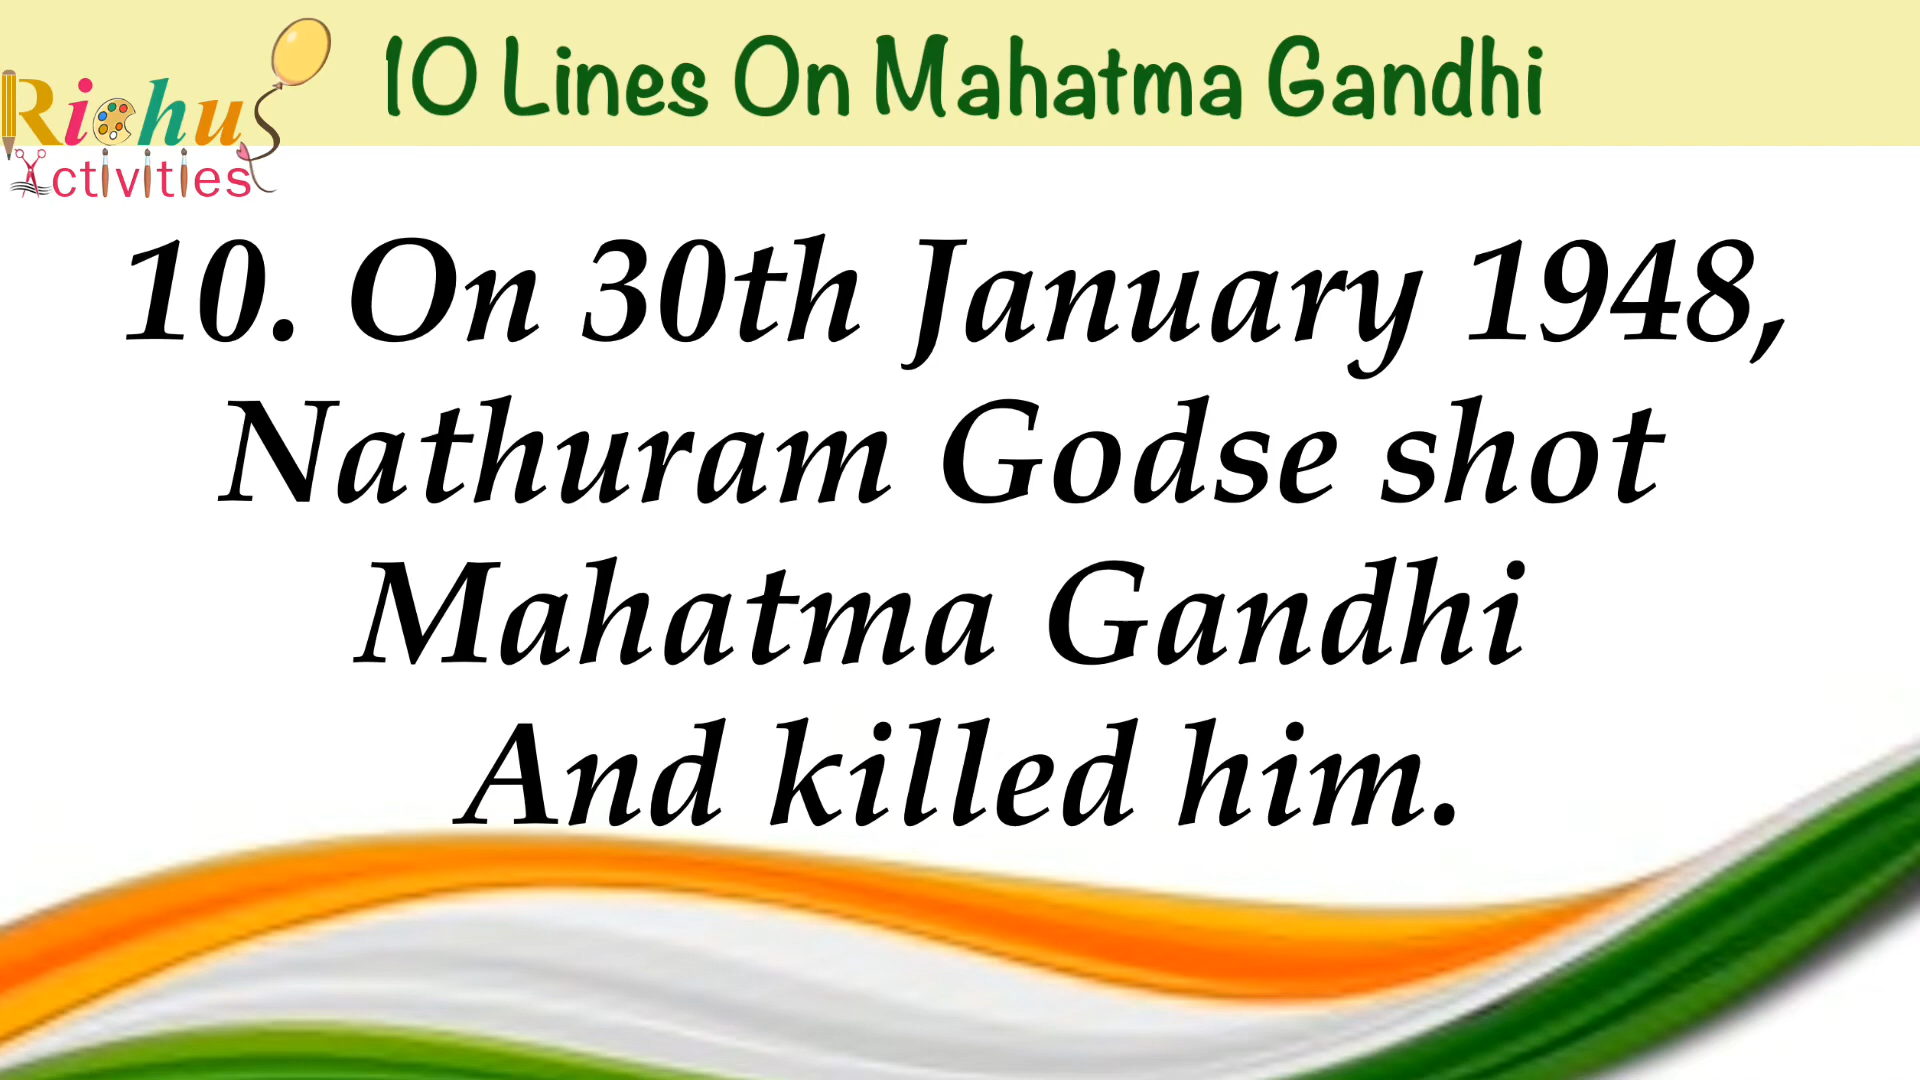 10 Lines On Mahatma Gandhi
Richus
Activities
10. On 30th January 1948,
Nathuram Godse shot
Mahatma Gandhi
And killed him.